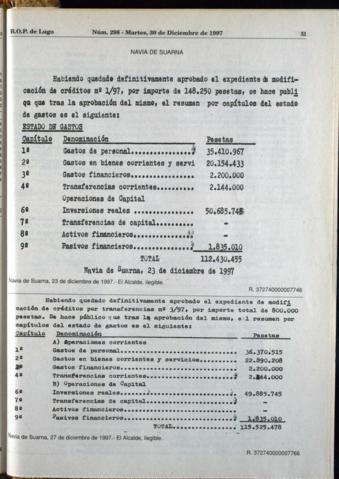 B.O.P. de Lugo Núm. 298 - Martes, 30 de Diciembre de 1997 31
NAVIA DE SUARNA
Habiendo quedado definitivamente aprobado el expediente de modifi-
cación de créditos nº 1/97, por importe de 148.250 pesetas, se hace públi
qa que tras la aprobación del mismo, el resumen por capítulos del estado
de gastos es el siguiente:
ESTADO DE GASTOS
Capítulo Denominación Pesetas
1º Gastos de personal................ 35.410.967
2º Gastos en bienes corrientes y servi 20.154.433
3º Gastos financieros................ 2.200.000
4º Transferencias corrientes.......... 2.144.000
Operaciones de Capital
6º Inversiones reales ................ 50.685.745
7º Transferencias de capital.......... -
8º Activos financieros............... -
9º Pasivos financieros............... 1.835.010
TOTAL 112.430.455
Navia de Suarna, 23 de diciembre de 1997
Navia de Suarna, 23 de diciembre de 1997.- El Alcalde, ilegible.
R. 372740000007746
Habiendo quedado definitivamente aprobado el expediente de modifi
cación de créditos por transferencias nº 3/97, por importe total de 800.000
pesetas. Se hace público que tras la aprobación del mismo, el resumen por
capítulos del estado de gastos es el siguiente:
Capítulo Denominación Pesetas
A) Operaciones corrientes
1º Gastos de personal.................... 36.370.515
2º Gastos en bienes corrientes y servicios.... 22.890.208
3º Gastos financieros.................... 2.200.000
4º Transferencias corrientes............. 2.344.000
B) Operaciones de Capital
6º Inversiones reales.................... 49.885.745
7º Transferencias de capital............. -
8º Activos financieros................... -
9º Pasivos financieros................... 1.835.010
TOTAL..... 115.525.478
Navia de Suarna, 27 de diciembre de 1997.- El Alcalde, ilegible.
R. 372740000007766